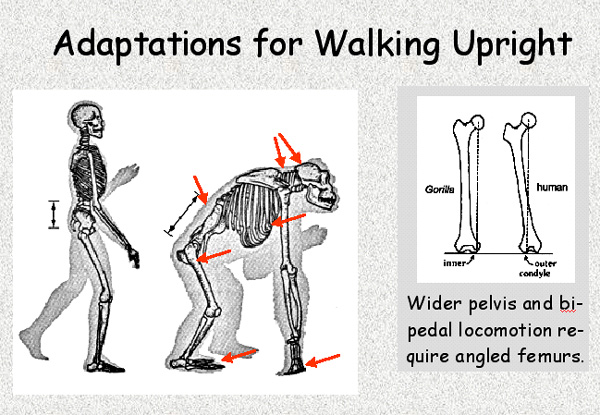 Adaptations for Walking Upright
Gorilla
human
inner
outer
condyle
Wider pelvis and bi-
pedal locomotion re-
quire angled femurs.